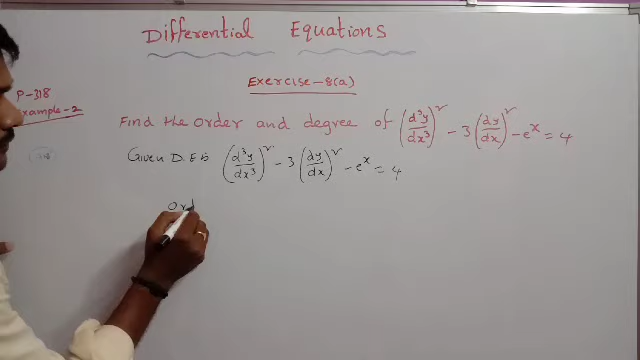 Differential Equations
Exercise-8(a)
P-318
Example-2
Find the order and degree of (d³y/dx³)² - 3(dy/dx)² - eˣ = 4
Given D.E is (d³y/dx³)² - 3(dy/dx)² - eˣ = 4
Ord